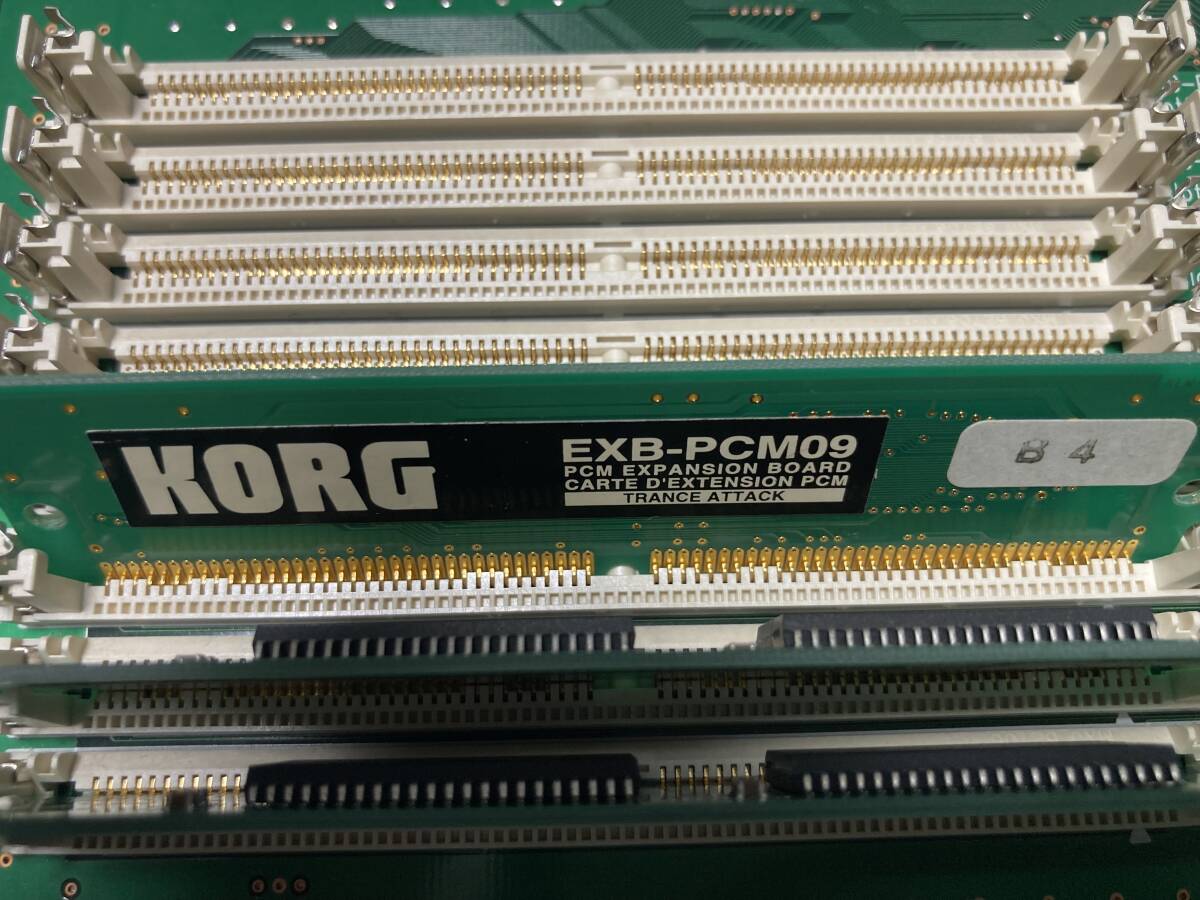 KORG
EXB-PCM09
PCM EXPANSION BOARD
CARTE D'EXTENSION PCM
TRANCE ATTACK
B 4